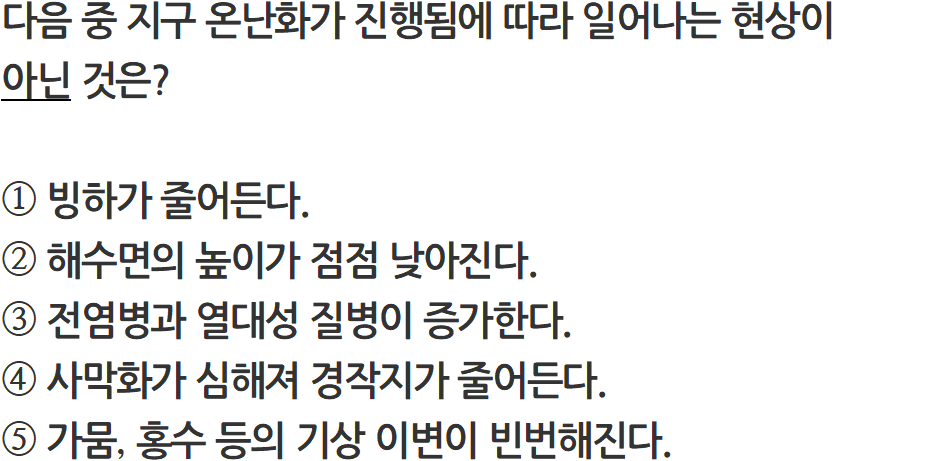 다음 중 지구 온난화가 진행됨에 따라 일어나는 현상이
아닌 것은?
① 빙하가 줄어든다.
② 해수면의 높이가 점점 낮아진다.
③ 전염병과 열대성 질병이 증가한다.
④ 사막화가 심해져 경작지가 줄어든다.
⑤ 가뭄, 홍수 등의 기상 이변이 빈번해진다.